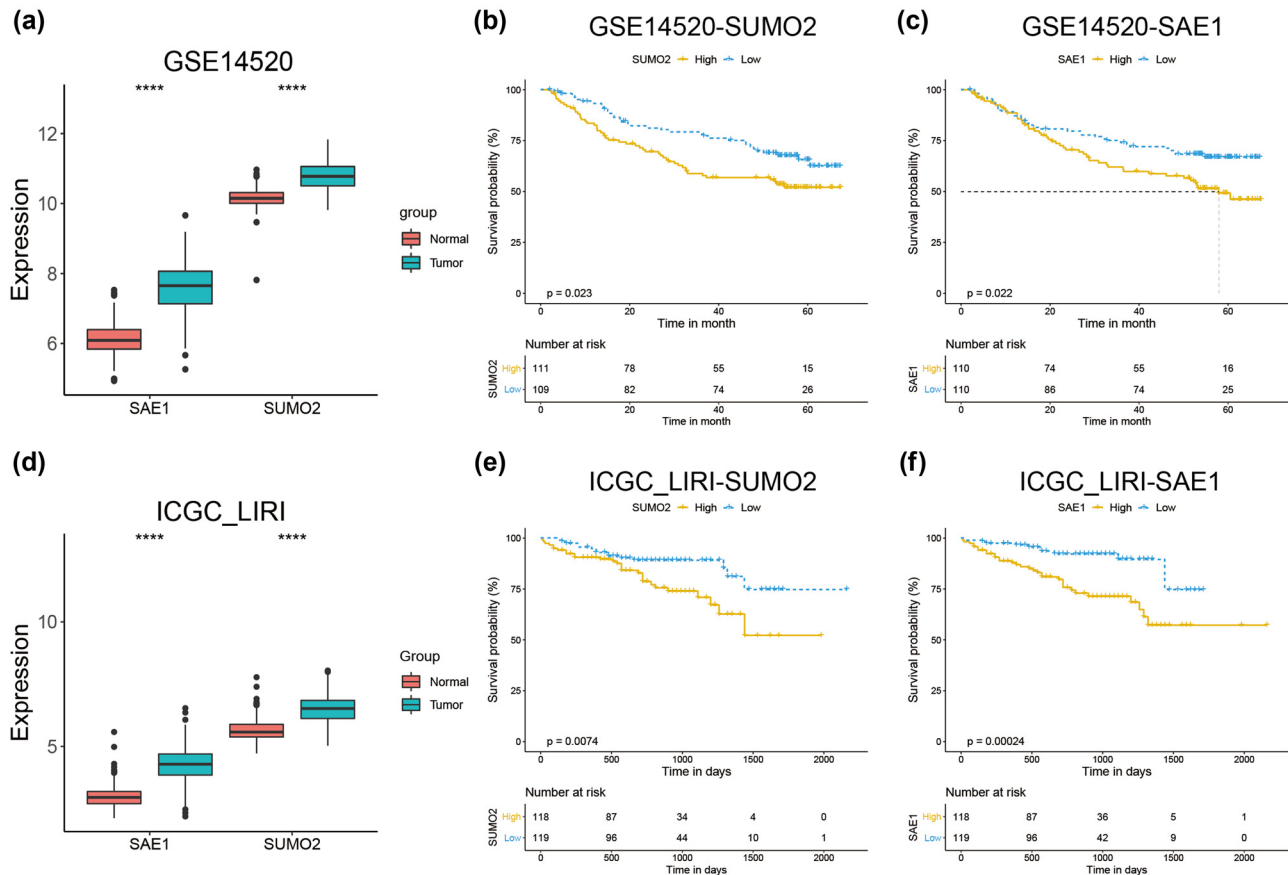 (a)
GSE14520
****
****
Expression
12
10
8
6
SAE1
SUMO2
group
Normal
Tumor
(b)
GSE14520-SUMO2
SUMO2 High Low
Survival probability (%)
100
75
50
25
0
p = 0.023
0 20 40 60
Time in month
Number at risk
SUMO2
High 111 78 55 15
Low 109 82 74 26
0 20 40 60
Time in month
(c)
GSE14520-SAE1
SAE1 High Low
Survival probability (%)
100
75
50
25
0
p = 0.022
0 20 40 60
Time in month
Number at risk
SAE1
High 110 74 55 16
Low 110 86 74 25
0 20 40 60
Time in month
(d)
ICGC_LIRI
****
****
Expression
10
5
SAE1
SUMO2
Group
Normal
Tumor
(e)
ICGC_LIRI-SUMO2
SUMO2 High Low
Survival probability (%)
100
75
50
25
0
p = 0.0074
0 500 1000 1500 2000
Time in days
Number at risk
SUMO2
High 118 87 34 4 0
Low 119 96 44 10 1
0 500 1000 1500 2000
Time in days
(f)
ICGC_LIRI-SAE1
SAE1 High Low
Survival probability (%)
100
75
50
25
0
p = 0.00024
0 500 1000 1500 2000
Time in days
Number at risk
SAE1
High 118 87 36 5 1
Low 119 96 42 9 0
0 500 1000 1500 2000
Time in days